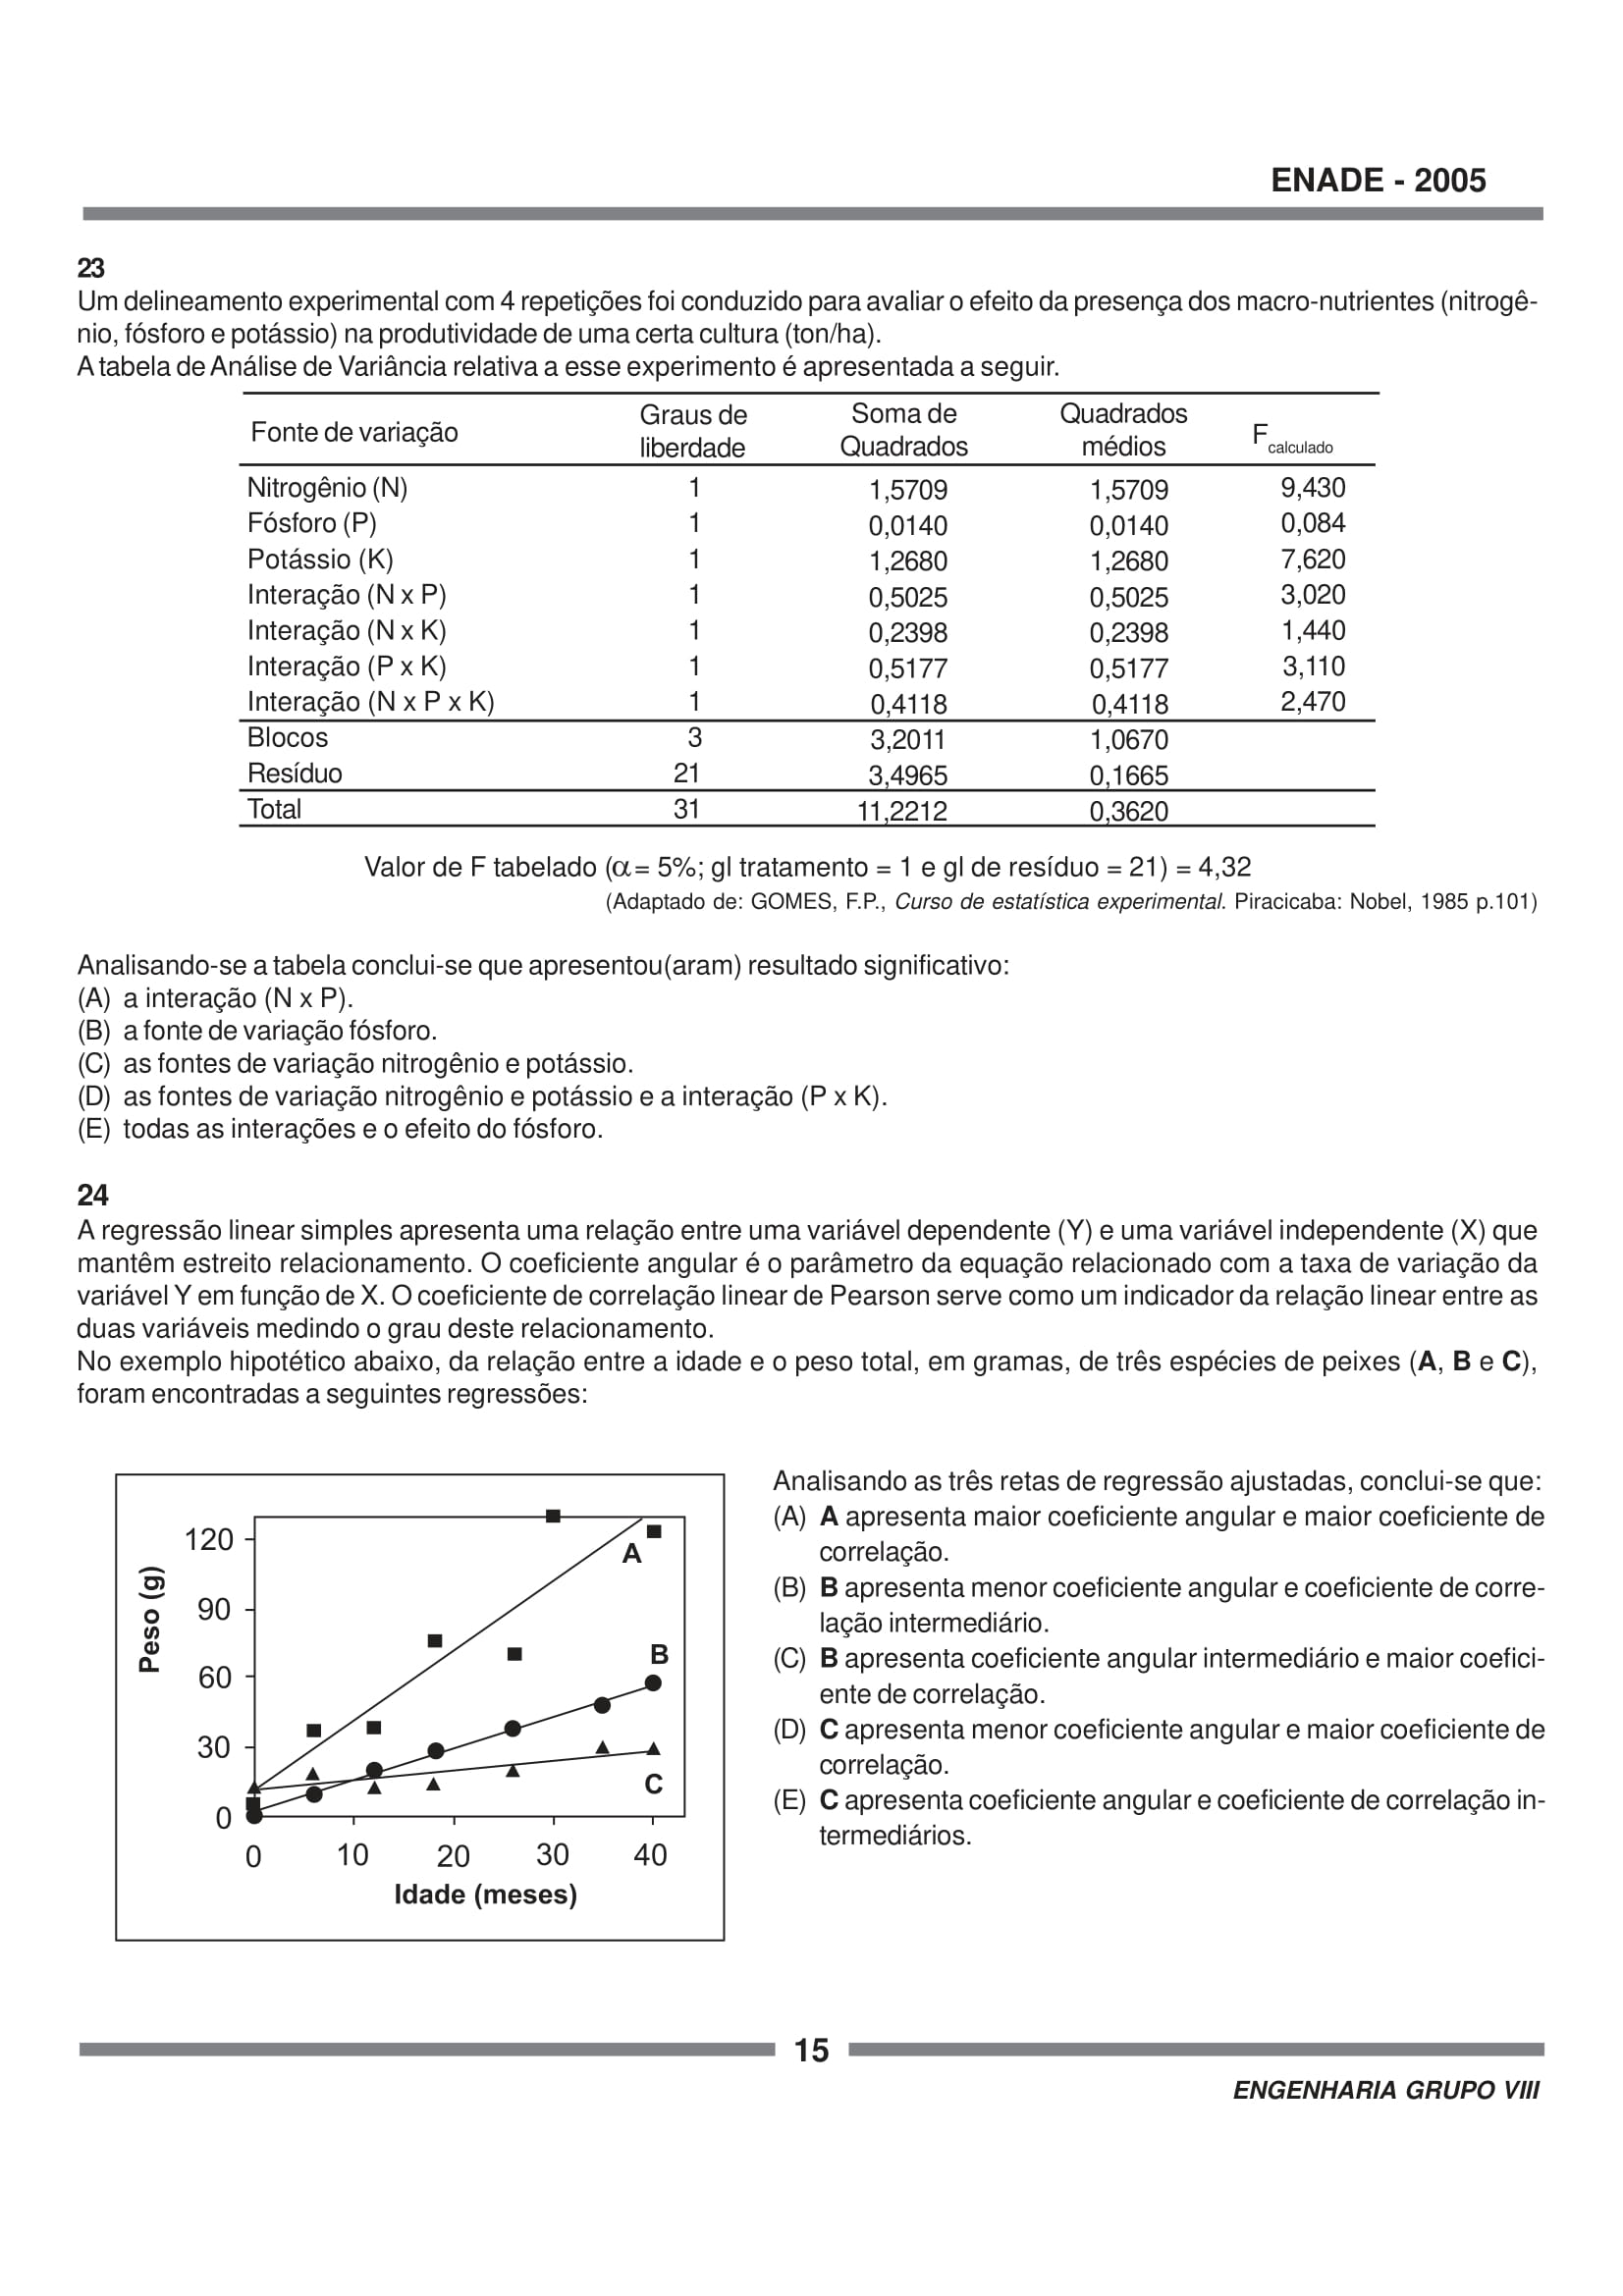 ENADE - 2005
23
Um delineamento experimental com 4 repetições foi conduzido para avaliar o efeito da presença dos macro-nutrientes (nitrogê-
nio, fósforo e potássio) na produtividade de uma certa cultura (ton/ha).
A tabela de Análise de Variância relativa a esse experimento é apresentada a seguir.
Fonte de variação Graus de liberdade Soma de Quadrados Quadrados médios F calculado
Nitrogênio (N) 1 1,5709 1,5709 9,430
Fósforo (P) 1 0,0140 0,0140 0,084
Potássio (K) 1 1,2680 1,2680 7,620
Interação (N x P) 1 0,5025 0,5025 3,020
Interação (N x K) 1 0,2398 0,2398 1,440
Interação (P x K) 1 0,5177 0,5177 3,110
Interação (N x P x K) 1 0,4118 0,4118 2,470
Blocos 3 3,2011 1,0670
Resíduo 21 3,4965 0,1665
Total 31 11,2212 0,3620
Valor de F tabelado (α = 5%; gl tratamento = 1 e gl de resíduo = 21) = 4,32
(Adaptado de: GOMES, F.P., Curso de estatística experimental. Piracicaba: Nobel, 1985 p.101)
Analisando-se a tabela conclui-se que apresentou(aram) resultado significativo:
(A) a interação (N x P).
(B) a fonte de variação fósforo.
(C) as fontes de variação nitrogênio e potássio.
(D) as fontes de variação nitrogênio e potássio e a interação (P x K).
(E) todas as interações e o efeito do fósforo.
24
A regressão linear simples apresenta uma relação entre uma variável dependente (Y) e uma variável independente (X) que
mantêm estreito relacionamento. O coeficiente angular é o parâmetro da equação relacionado com a taxa de variação da
variável Y em função de X. O coeficiente de correlação linear de Pearson serve como um indicador da relação linear entre as
duas variáveis medindo o grau deste relacionamento.
No exemplo hipotético abaixo, da relação entre a idade e o peso total, em gramas, de três espécies de peixes (A, B e C),
foram encontradas a seguintes regressões:
Peso (g)
120
90
60
30
0
0 10 20 30 40
Idade (meses)
A
B
C
Analisando as três retas de regressão ajustadas, conclui-se que:
(A) A apresenta maior coeficiente angular e maior coeficiente de
correlação.
(B) B apresenta menor coeficiente angular e coeficiente de corre-
lação intermediário.
(C) B apresenta coeficiente angular intermediário e maior coefici-
ente de correlação.
(D) C apresenta menor coeficiente angular e maior coeficiente de
correlação.
(E) C apresenta coeficiente angular e coeficiente de correlação in-
termediários.
15
ENGENHARIA GRUPO VIII